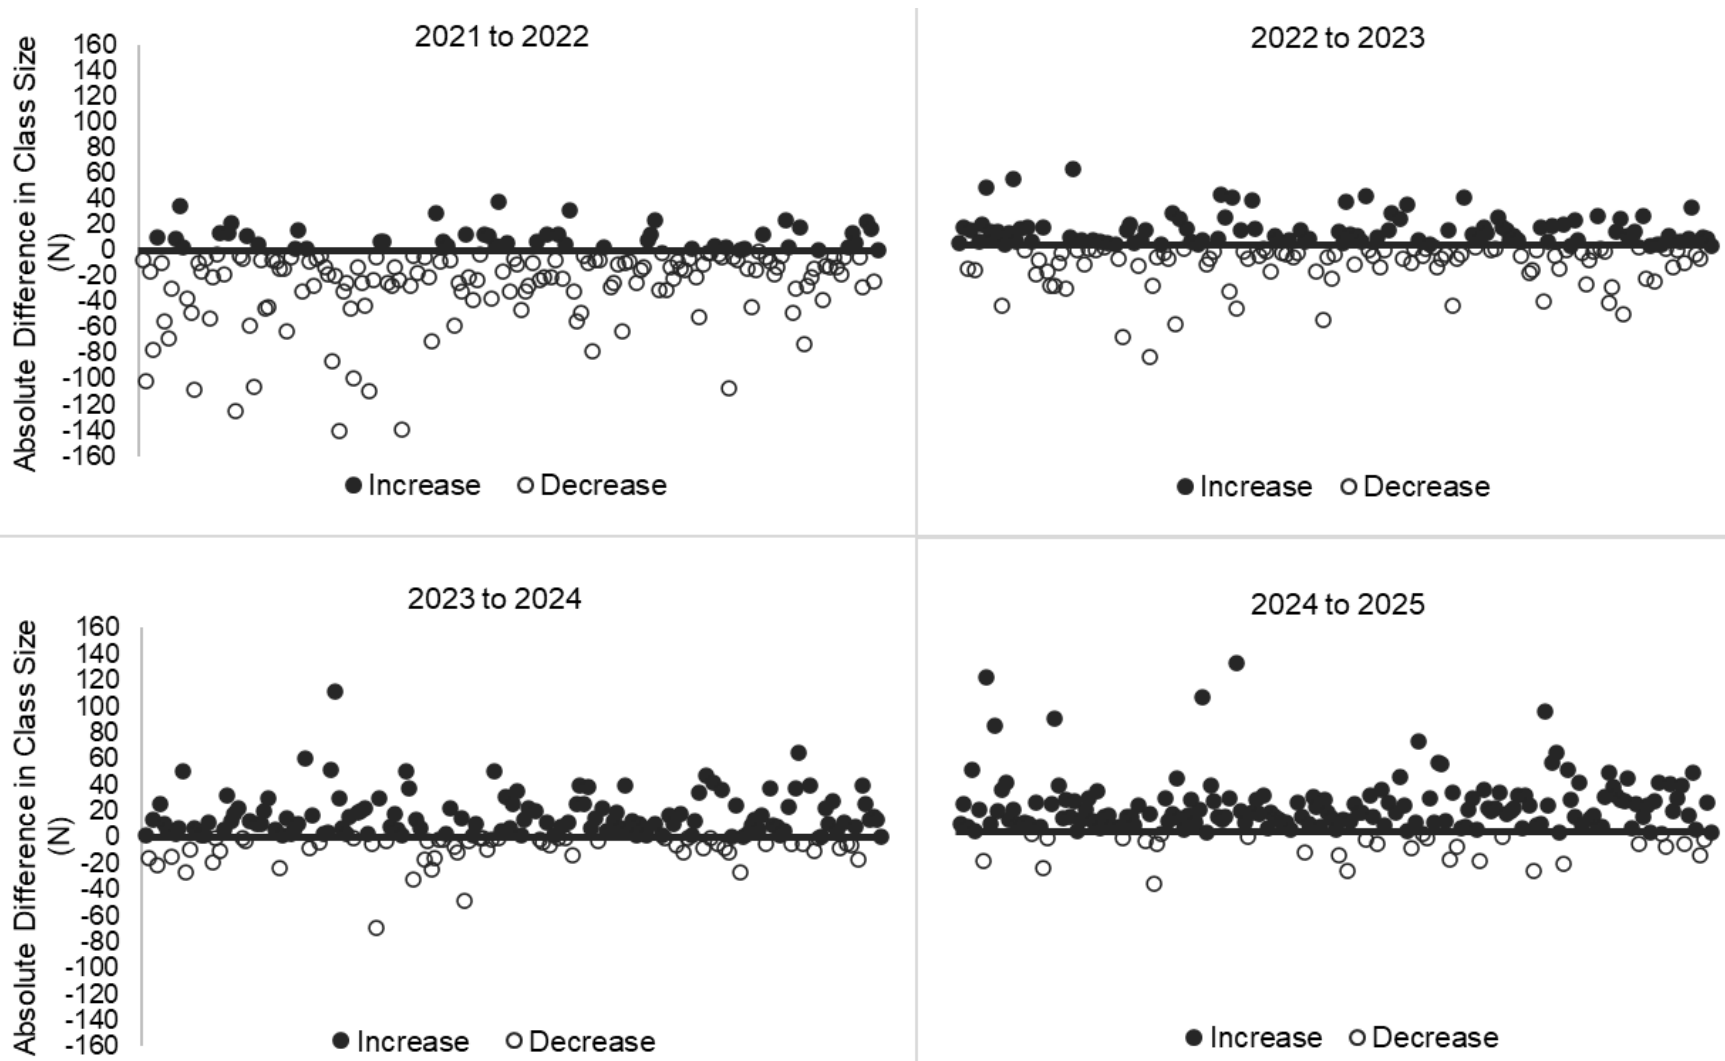 2021 to 2022
Absolute Difference in Class Size
(N)
160
140
120
100
80
60
40
20
0
-20
-40
-60
-80
-100
-120
-140
-160
Increase Decrease
2022 to 2023
Increase Decrease
2023 to 2024
Absolute Difference in Class Size
(N)
160
140
120
100
80
60
40
20
0
-20
-40
-60
-80
-100
-120
-140
-160
Increase Decrease
2024 to 2025
Increase Decrease